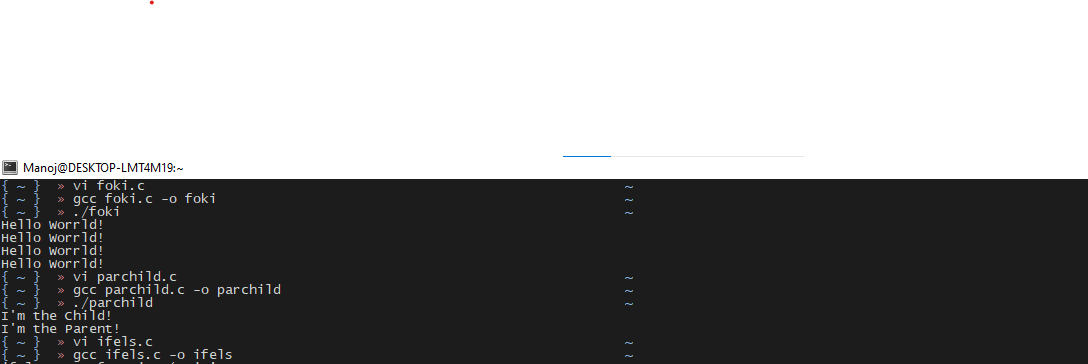 Manoj@DESKTOP-LMT4M19:~
{ ~ } » vi foki.c ~
{ ~ } » gcc foki.c -o foki ~
{ ~ } » ./foki ~
Hello Worrld!
Hello Worrld!
Hello Worrld!
Hello Worrld!
{ ~ } » vi parchild.c ~
{ ~ } » gcc parchild.c -o parchild ~
{ ~ } » ./parchild ~
I'm the Child!
I'm the Parent!
{ ~ } » vi ifels.c ~
{ ~ } » gcc ifels.c -o ifels ~